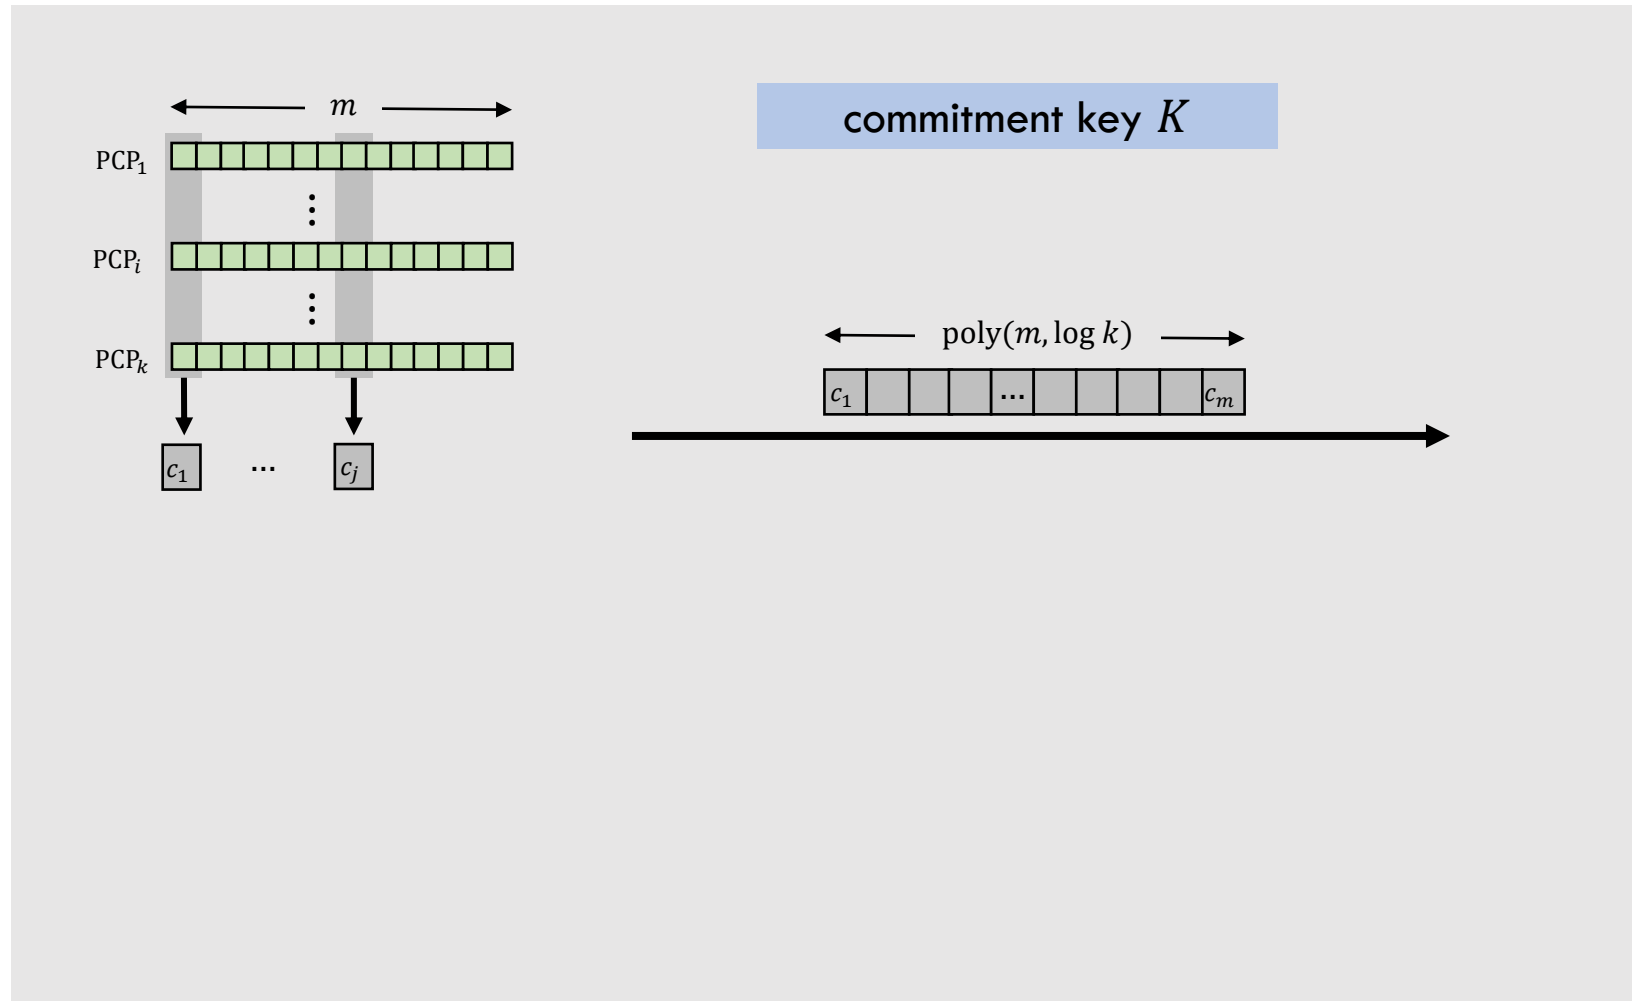 m
commitment key K
PCP₁
⋮
PCPᵢ
⋮
PCPₖ
poly(m, log k)
c₁ ... cₘ
c₁ ... cⱼ